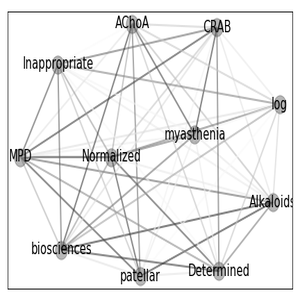 AChoA
CRAB
Inappropriate
log
myasthenia
MPD
Normalized
Alkaloids
biosciences
patellar
Determined